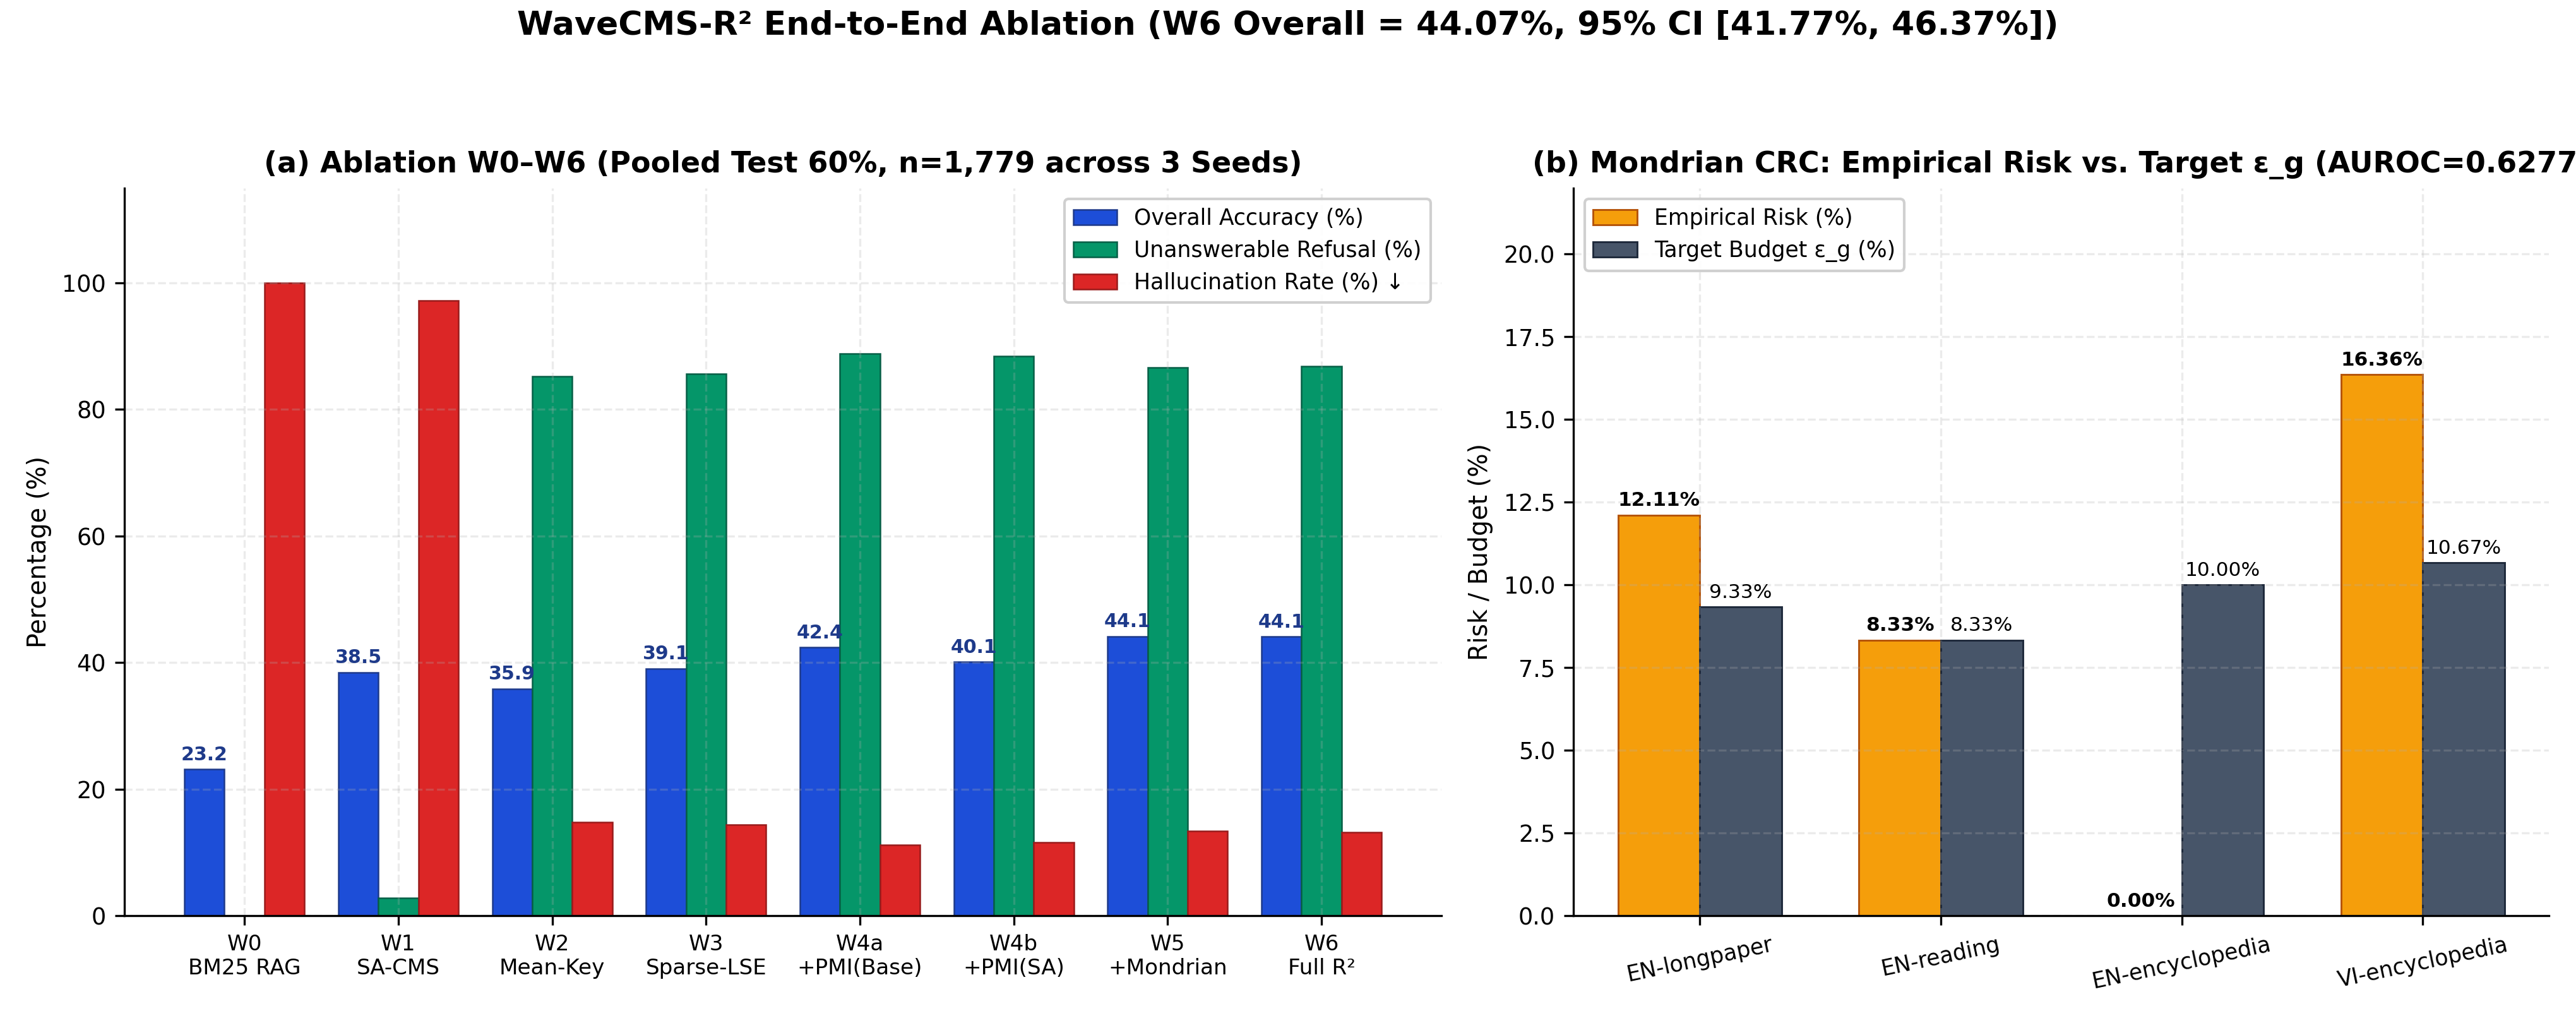 WaveCMS-R² End-to-End Ablation (W6 Overall = 44.07%, 95% CI [41.77%, 46.37%])
(a) Ablation W0–W6 (Pooled Test 60%, n=1,779 across 3 Seeds)
Overall Accuracy (%)
Unanswerable Refusal (%)
Hallucination Rate (%) ↓
Percentage (%)
100
80
60
40
20
0
23.2
38.5
35.9
39.1
42.4
40.1
44.1
44.1
W0
BM25 RAG
W1
SA-CMS
W2
Mean-Key
W3
Sparse-LSE
W4a
+PMI(Base)
W4b
+PMI(SA)
W5
+Mondrian
W6
Full R²
(b) Mondrian CRC: Empirical Risk vs. Target ε_g (AUROC=0.6277
Empirical Risk (%)
Target Budget ε_g (%)
Risk / Budget (%)
20.0
17.5
15.0
12.5
10.0
7.5
5.0
2.5
0.0
12.11%
9.33%
8.33%
8.33%
0.00%
10.00%
16.36%
10.67%
EN-longpaper
EN-reading
EN-encyclopedia
VI-encyclopedia